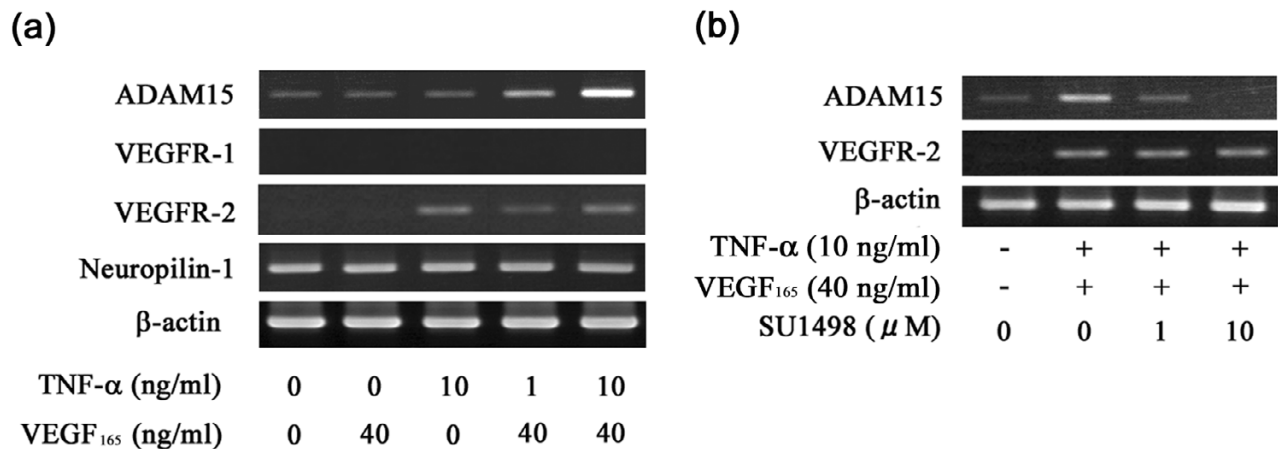 (a)
ADAM15
VEGFR-1
VEGFR-2
Neuropilin-1
β-actin
TNF-α (ng/ml) 0 0 10 1 10
VEGF₁₆₅ (ng/ml) 0 40 0 40 40
(b)
ADAM15
VEGFR-2
β-actin
TNF-α (10 ng/ml) - + + +
VEGF₁₆₅ (40 ng/ml) - + + +
SU1498 (μM) 0 0 1 10